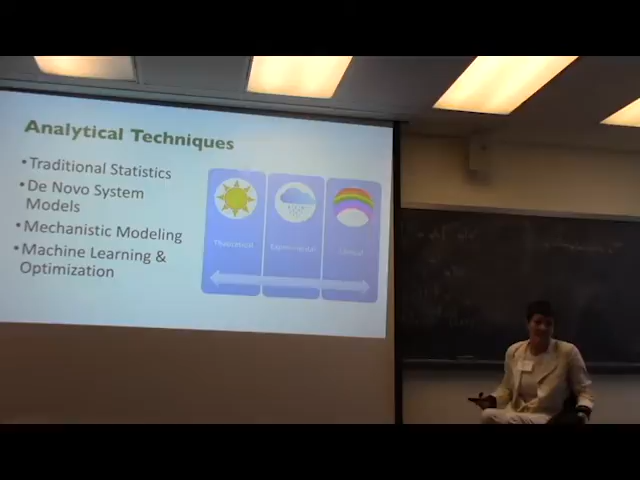 Analytical Techniques
•Traditional Statistics
•De Novo System
Models
•Mechanistic Modeling
•Machine Learning &
Optimization